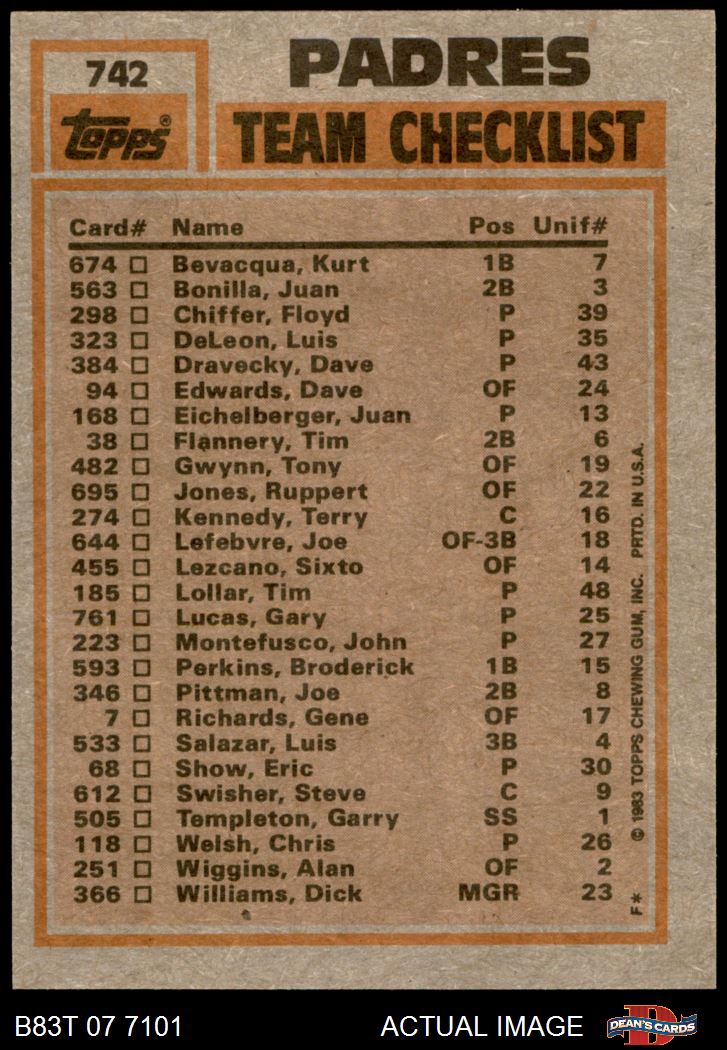 742
PADRES
Topps®
TEAM CHECKLIST
Card# Name Pos Unif#
674 □ Bevacqua, Kurt 1B 7
563 □ Bonilla, Juan 2B 3
298 □ Chiffer, Floyd P 39
323 □ DeLeon, Luis P 35
384 □ Dravecky, Dave P 43
94 □ Edwards, Dave OF 24
168 □ Eichelberger, Juan P 13
38 □ Flannery, Tim 2B 6
482 □ Gwynn, Tony OF 19
695 □ Jones, Ruppert OF 22
274 □ Kennedy, Terry C 16
644 □ Lefebvre, Joe OF-3B 18
455 □ Lezcano, Sixto OF 14
185 □ Lollar, Tim P 48
761 □ Lucas, Gary P 25
223 □ Montefusco, John P 27
593 □ Perkins, Broderick 1B 15
346 □ Pittman, Joe 2B 8
7 □ Richards, Gene OF 17
533 □ Salazar, Luis 3B 4
68 □ Show, Eric P 30
612 □ Swisher, Steve C 9
505 □ Templeton, Garry SS 1
118 □ Welsh, Chris P 26
251 □ Wiggins, Alan OF 2
366 □ Williams, Dick MGR 23
F* © 1983 TOPPS CHEWING GUM, INC. PRTD. IN U.S.A.
B83T 07 7101 ACTUAL IMAGE
DEAN'S CARDS